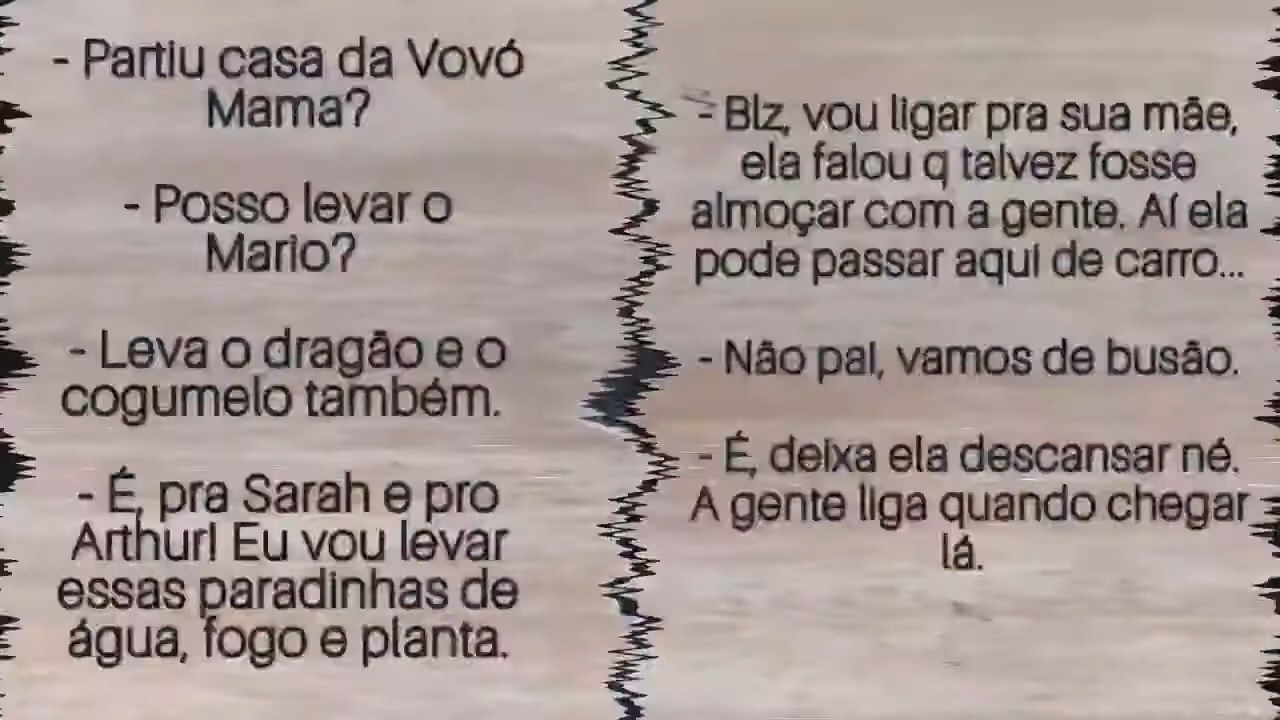 - Partiu casa da Vovó
Mama?
- Posso levar o
Mario?
- Leva o dragão e o
cogumelo também.
- É, pra Sarah e pro
Arthur! Eu vou levar
essas paradinhas de
água, fogo e planta.
- Blz, vou ligar pra sua mãe,
ela falou q talvez fosse
almoçar com a gente. Aí ela
pode passar aqui de carro...
- Não pai, vamos de busão.
- É, deixa ela descansar né.
A gente liga quando chegar
lá.